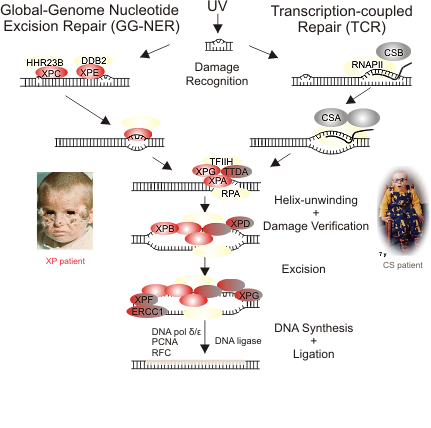 Global-Genome Nucleotide
Excision Repair (GG-NER)
UV
Transcription-coupled
Repair (TCR)
HHR23B
DDB2
XPC
XPE
Damage
Recognition
CSB
RNAPII
CSA
TFIIH
XPG
TTDA
XPA
RPA
XPB
XPD
Helix-unwinding
+
Damage Verification
XP patient
7 y
CS patient
Excision
XPF
XPG
ERCC1
DNA pol δ/ε
PCNA
RFC
DNA ligase
DNA Synthesis
+
Ligation